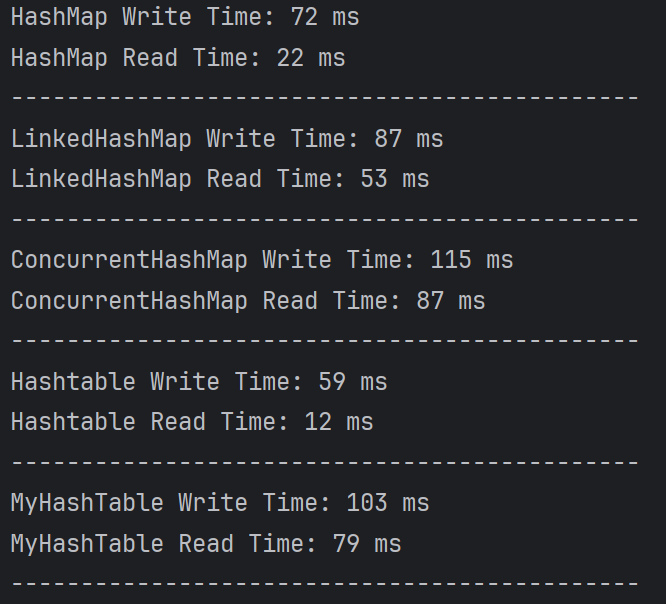 HashMap Write Time: 72 ms
HashMap Read Time: 22 ms
---------------------------------------------
LinkedHashMap Write Time: 87 ms
LinkedHashMap Read Time: 53 ms
---------------------------------------------
ConcurrentHashMap Write Time: 115 ms
ConcurrentHashMap Read Time: 87 ms
---------------------------------------------
Hashtable Write Time: 59 ms
Hashtable Read Time: 12 ms
---------------------------------------------
MyHashTable Write Time: 103 ms
MyHashTable Read Time: 79 ms
---------------------------------------------